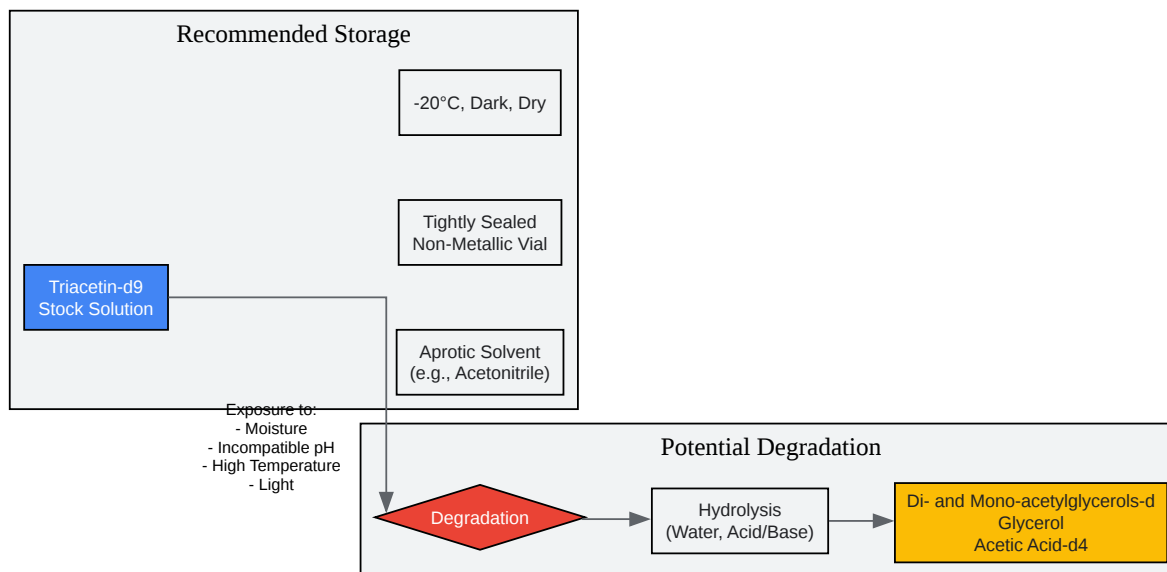 Recommended Storage
-20°C, Dark, Dry
Tightly Sealed
Non-Metallic Vial
Triacetin-d9
Stock Solution
Aprotic Solvent
(e.g., Acetonitrile)
Exposure to:
- Moisture
- Incompatible pH
- High Temperature
- Light
Potential Degradation
Degradation
Hydrolysis
(Water, Acid/Base)
Di- and Mono-acetylglycerols-d
Glycerol
Acetic Acid-d4